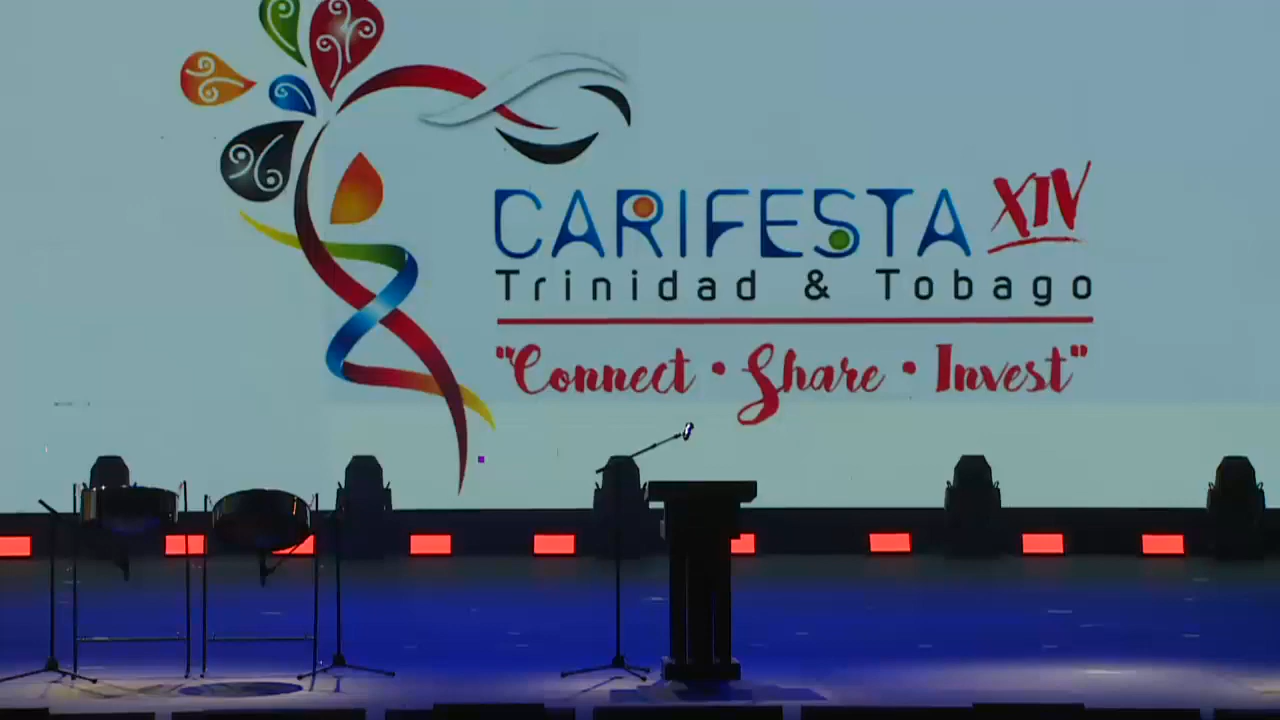 CARIFESTA XIV
Trinidad & Tobago
"Connect • Share • Invest"